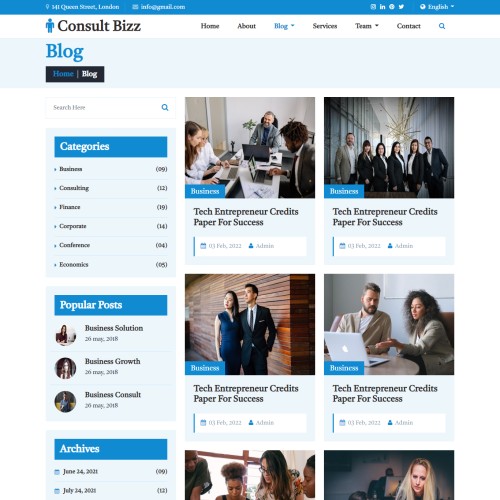 141 Queen Street, London info@gmail.com English
Consult Bizz
Home About Blog Services Team Contact
Blog
Home | Blog
Search Here
Categories
Business (09)
Consulting (12)
Finance (19)
Corporate (14)
Conference (04)
Economics (05)
Popular Posts
Business Solution
26 may, 2018
Business Growth
26 may, 2018
Business Consult
26 may, 2018
Archives
June 24, 2021 (09)
July 24, 2021 (12)
Business
Tech Entrepreneur Credits
Paper For Success
03 Feb, 2022 Admin
Business
Tech Entrepreneur Credits
Paper For Success
03 Feb, 2022 Admin
Business
Tech Entrepreneur Credits
Paper For Success
03 Feb, 2022 Admin
Business
Tech Entrepreneur Credits
Paper For Success
03 Feb, 2022 Admin